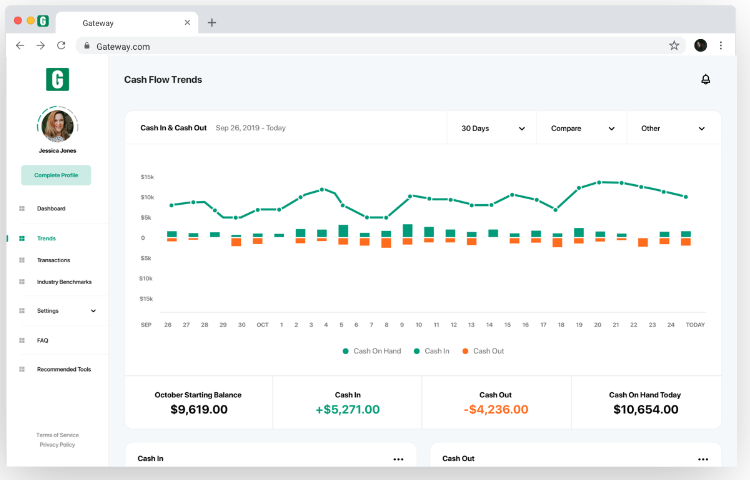 G
Gateway
Gateway.com
G
Jessica Jones
Complete Profile
Dashboard
Trends
Transactions
Industry Benchmarks
Settings
FAQ
Recommended Tools
Terms of Service
Privacy Policy
Cash Flow Trends
Cash In & Cash Out Sep 26, 2019 - Today
30 Days
Compare
Other
$15k
$10k
$5k
0
$5k
$10k
$15k
SEP 26 27 28 29 30 OCT 1 2 3 4 5 6 7 8 9 10 11 12 13 14 15 16 17 18 19 20 21 22 23 24 TODAY
Cash On Hand Cash In Cash Out
October Starting Balance
$9,619.00
Cash In
+$5,271.00
Cash Out
-$4,236.00
Cash On Hand Today
$10,654.00
Cash In
Cash Out